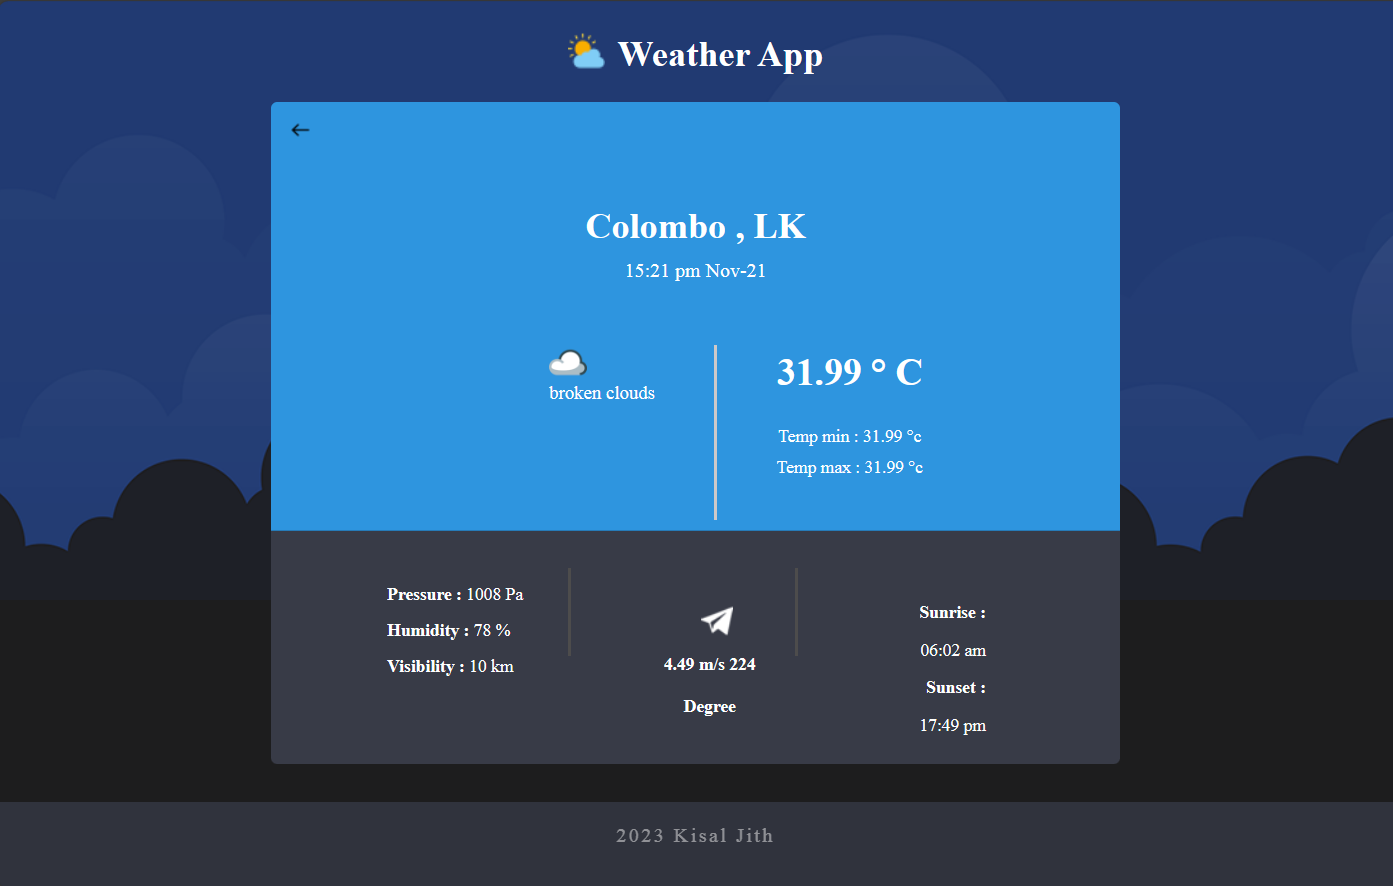 Weather App
Colombo , LK
15:21 pm Nov-21
broken clouds
31.99 ° C
Temp min : 31.99 °c
Temp max : 31.99 °c
Pressure : 1008 Pa
Humidity : 78 %
Visibility : 10 km
4.49 m/s 224
Degree
Sunrise :
06:02 am
Sunset :
17:49 pm
2023 Kisal Jith